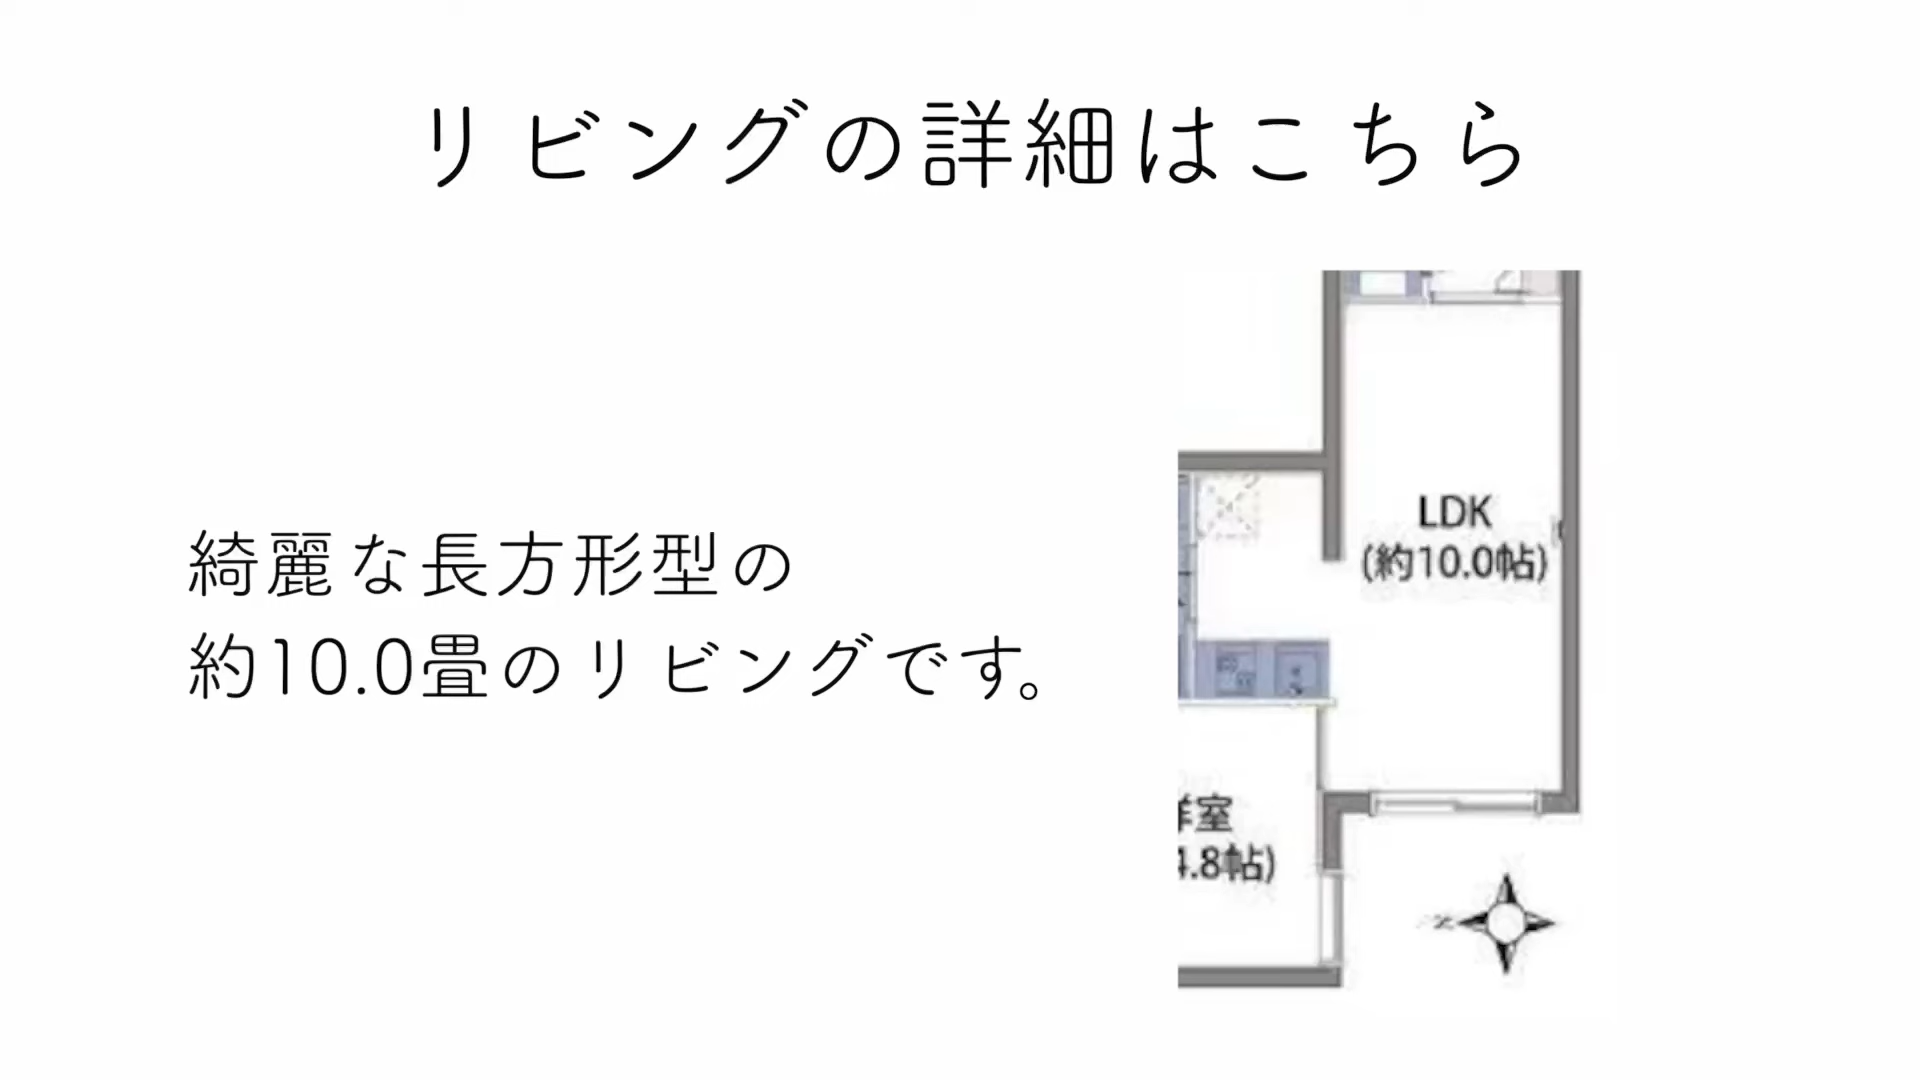 リビングの詳細はこちら
綺麗な長方形型の
約10.0畳のリビングです。
LDK
(約10.0帖)
洋室
4.8帖)